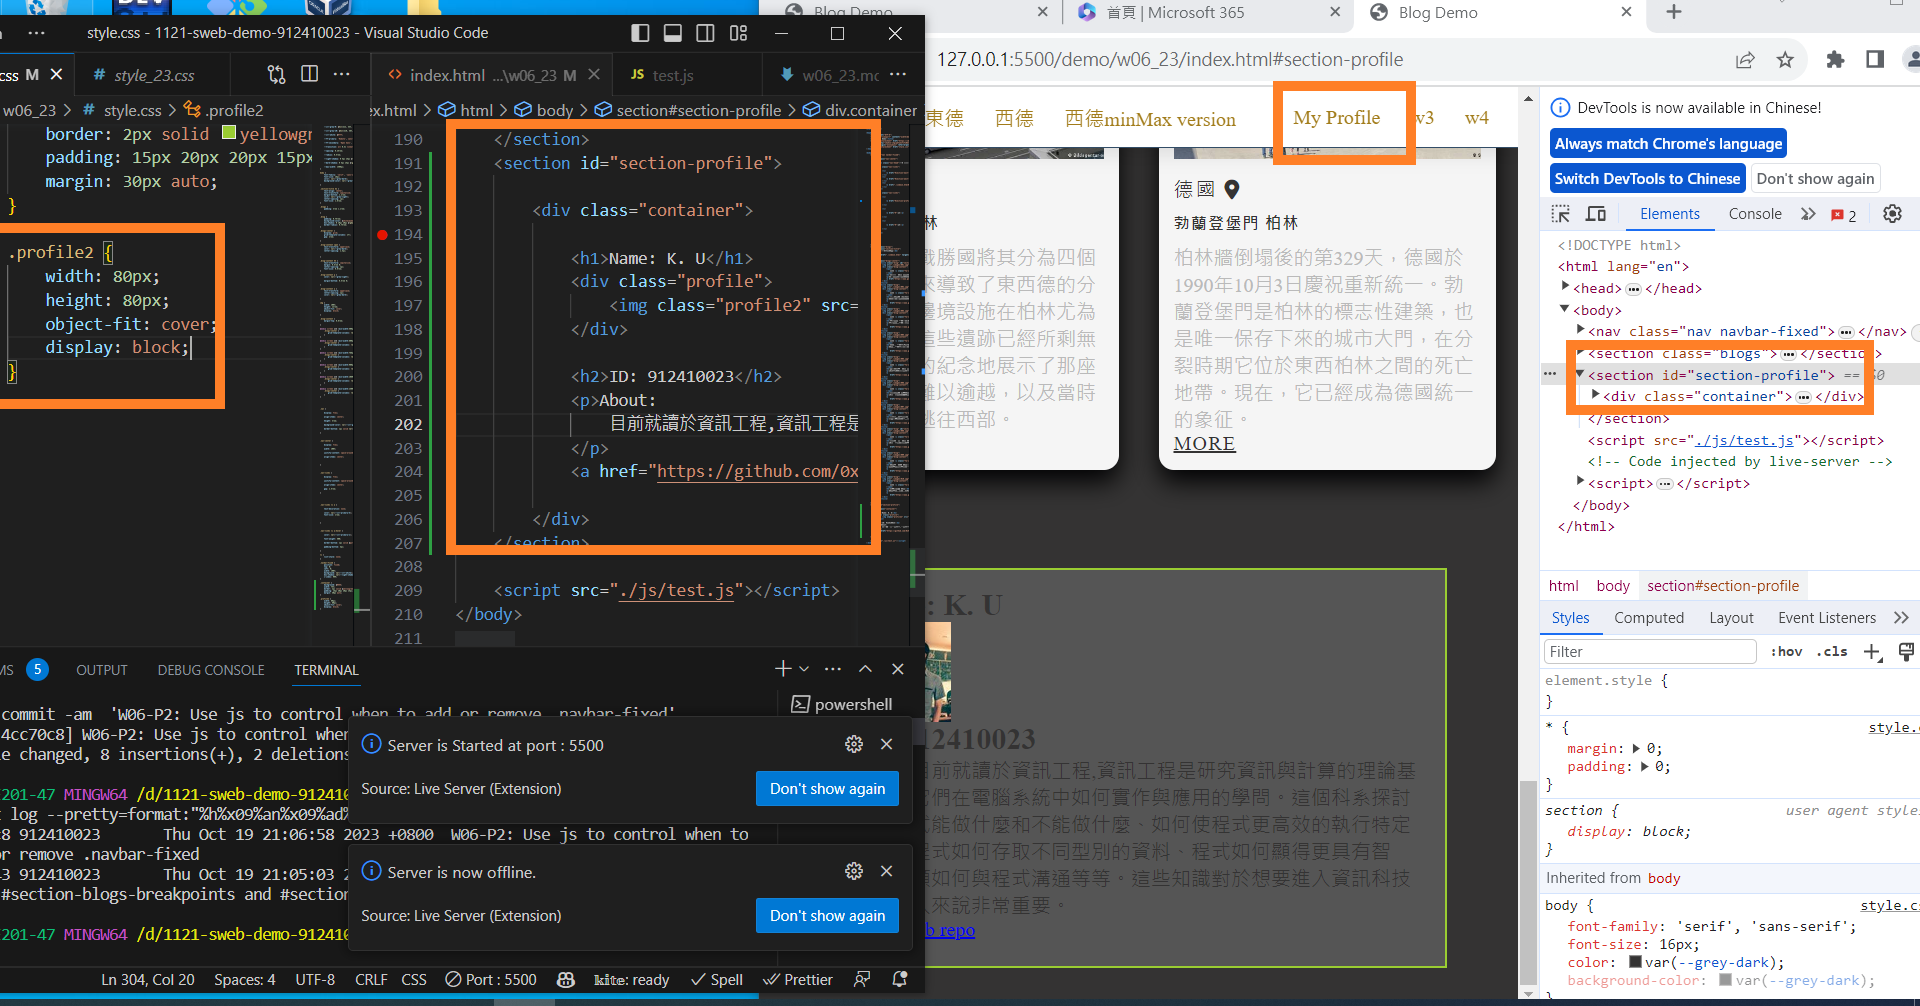 style.css - 1121-sweb-demo-912410023 - Visual Studio Code
css M
# style_23.css
index.html ...\w06_23 M
JS test.js
w06_23 > # style.css > .profile2
html > body > section#section-profile > div.container
border: 2px solid yellowgr
padding: 15px 20px 20px 15px
margin: 30px auto;
}
.profile2 {
width: 80px;
height: 80px;
object-fit: cover;
display: block;
}
190 </section>
191 <section id="section-profile">
192
193 <div class="container">
194
195 <h1>Name: K. U</h1>
196 <div class="profile">
197 <img class="profile2" src=
198 </div>
199
200 <h2>ID: 912410023</h2>
201 <p>About:
202 目前就讀於資訊工程,資訊工程是
203 </p>
204 <a href="https://github.com/0x
205
206 </div>
207 </section>
208
209 <script src="./js/test.js"></script>
210 </body>
211
5 OUTPUT DEBUG CONSOLE TERMINAL
powershell
commit -am 'W06-P2: Use js to control when to add or remove .navbar-fixed'
4cc70c8] W06-P2: Use js to control whe
le changed, 8 insertions(+), 2 deletions
201-47 MINGW64 /d/1121-sweb-demo-91241
t log --pretty=format:"%h%x09%an%x09%ad%
c8 912410023 Thu Oct 19 21:06:58 2023 +0800 W06-P2: Use js to control when to
or remove .navbar-fixed
43 912410023 Thu Oct 19 21:05:03 2
#section-blogs-breakpoints and #section
201-47 MINGW64 /d/1121-sweb-demo-91241
Server is Started at port : 5500
Source: Live Server (Extension)
Don't show again
Server is now offline.
Source: Live Server (Extension)
Don't show again
Ln 304, Col 20 Spaces: 4 UTF-8 CRLF CSS Port : 5500 kite: ready Spell Prettier
Blog Demo
首頁 | Microsoft 365
Blog Demo
127.0.0.1:5500/demo/w06_23/index.html#section-profile
東德 西德 西德minMax version My Profile v3 w4
德國
林
勃蘭登堡門 柏林
戰勝國將其分為四個
來導致了東西德的分
邊境設施在柏林尤為
這些遺跡已經所剩無
的紀念地展示了那座
難以逾越，以及當時
逃往西部。
柏林牆倒塌後的第329天，德國於
1990年10月3日慶祝重新統一。勃
蘭登堡門是柏林的標志性建築，也
是唯一保存下來的城市大門，在分
裂時期它位於東西柏林之間的死亡
地帶。現在，它已經成為德國統一
的象征。
MORE
: K. U
12410023
目前就讀於資訊工程,資訊工程是研究資訊與計算的理論基
它們在電腦系統中如何實作與應用的學問。這個科系探討
式能做什麼和不能做什麼、如何使程式更高效的執行特定
程式如何存取不同型別的資料、程式如何顯得更具有智
類如何與程式溝通等等。這些知識對於想要進入資訊科技
人來說非常重要。
b repo
DevTools is now available in Chinese!
Always match Chrome's language
Switch DevTools to Chinese
Don't show again
Elements Console 2
<!DOCTYPE html>
<html lang="en">
<head> </head>
<body>
<nav class="nav navbar-fixed"> </nav>
<section class="blogs"> </section>
<section id="section-profile"> == $0
<div class="container"> </div>
</section>
<script src="./js/test.js"></script>
<!-- Code injected by live-server -->
<script> </script>
</body>
</html>
html body section#section-profile
Styles Computed Layout Event Listeners
Filter :hov .cls
element.style {
}
* { style.
margin: 0;
padding: 0;
}
section { user agent style
display: block;
}
Inherited from body
body { style.cs
font-family: 'serif', 'sans-serif';
font-size: 16px;
color: var(--grey-dark);
background-color: var(--grey-dark);